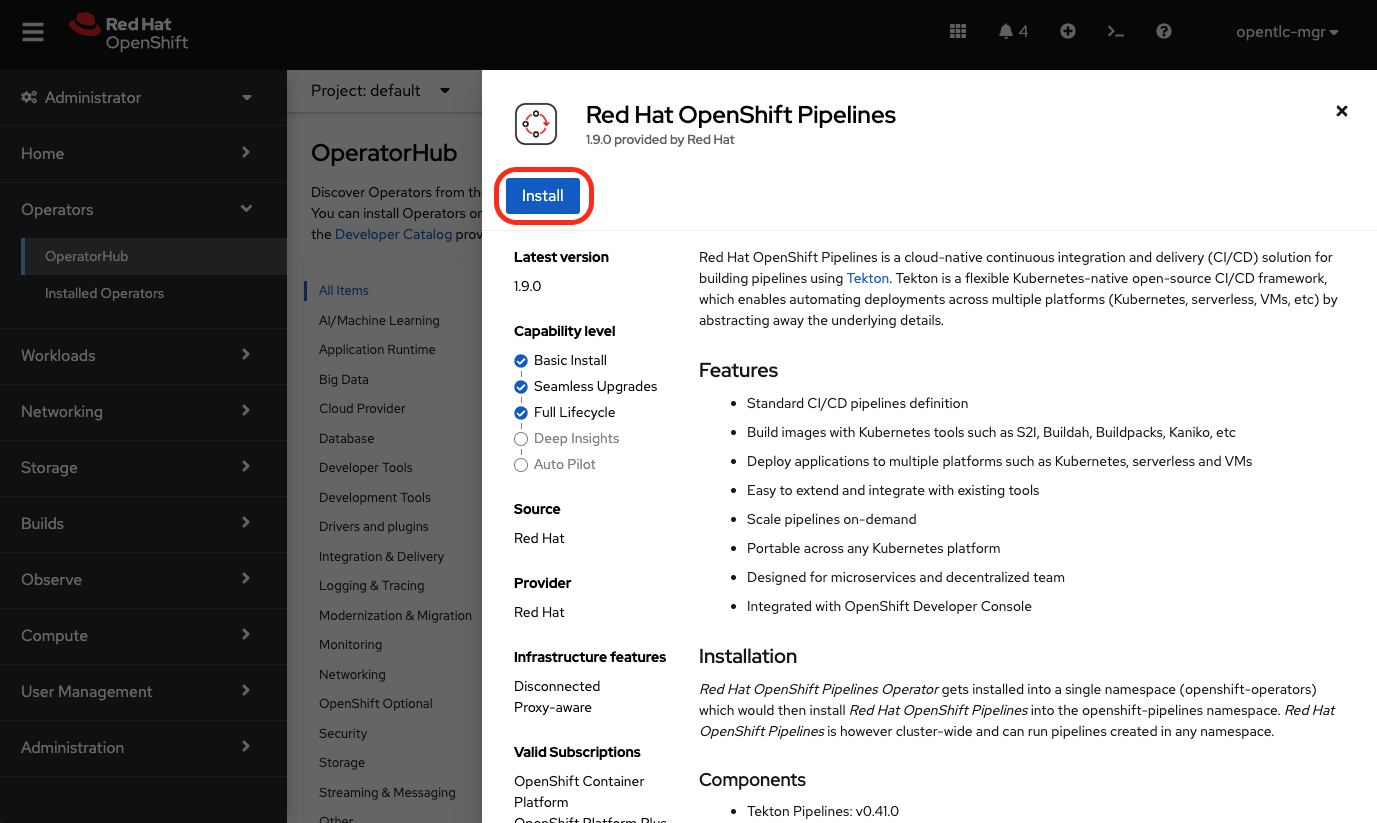 Red Hat
OpenShift
4
opentlc-mgr
Administrator
Home
Operators
OperatorHub
Installed Operators
Workloads
Networking
Storage
Builds
Observe
Compute
User Management
Administration
Project: default
OperatorHub
Discover Operators from th
You can install Operators or
the Developer Catalog prov
All Items
AI/Machine Learning
Application Runtime
Big Data
Cloud Provider
Database
Developer Tools
Development Tools
Drivers and plugins
Integration & Delivery
Logging & Tracing
Modernization & Migration
Monitoring
Networking
OpenShift Optional
Security
Storage
Streaming & Messaging
Other
Red Hat OpenShift Pipelines
1.9.0 provided by Red Hat
Install
Latest version
1.9.0
Capability level
Basic Install
Seamless Upgrades
Full Lifecycle
Deep Insights
Auto Pilot
Source
Red Hat
Provider
Red Hat
Infrastructure features
Disconnected
Proxy-aware
Valid Subscriptions
OpenShift Container
Platform
OpenShift Platform Plus
Red Hat OpenShift Pipelines is a cloud-native continuous integration and delivery (CI/CD) solution for
building pipelines using Tekton. Tekton is a flexible Kubernetes-native open-source CI/CD framework,
which enables automating deployments across multiple platforms (Kubernetes, serverless, VMs, etc) by
abstracting away the underlying details.
Features
• Standard CI/CD pipelines definition
• Build images with Kubernetes tools such as S2I, Buildah, Buildpacks, Kaniko, etc
• Deploy applications to multiple platforms such as Kubernetes, serverless and VMs
• Easy to extend and integrate with existing tools
• Scale pipelines on-demand
• Portable across any Kubernetes platform
• Designed for microservices and decentralized team
• Integrated with OpenShift Developer Console
Installation
Red Hat OpenShift Pipelines Operator gets installed into a single namespace (openshift-operators)
which would then install Red Hat OpenShift Pipelines into the openshift-pipelines namespace. Red Hat
OpenShift Pipelines is however cluster-wide and can run pipelines created in any namespace.
Components
• Tekton Pipelines: v0.41.0